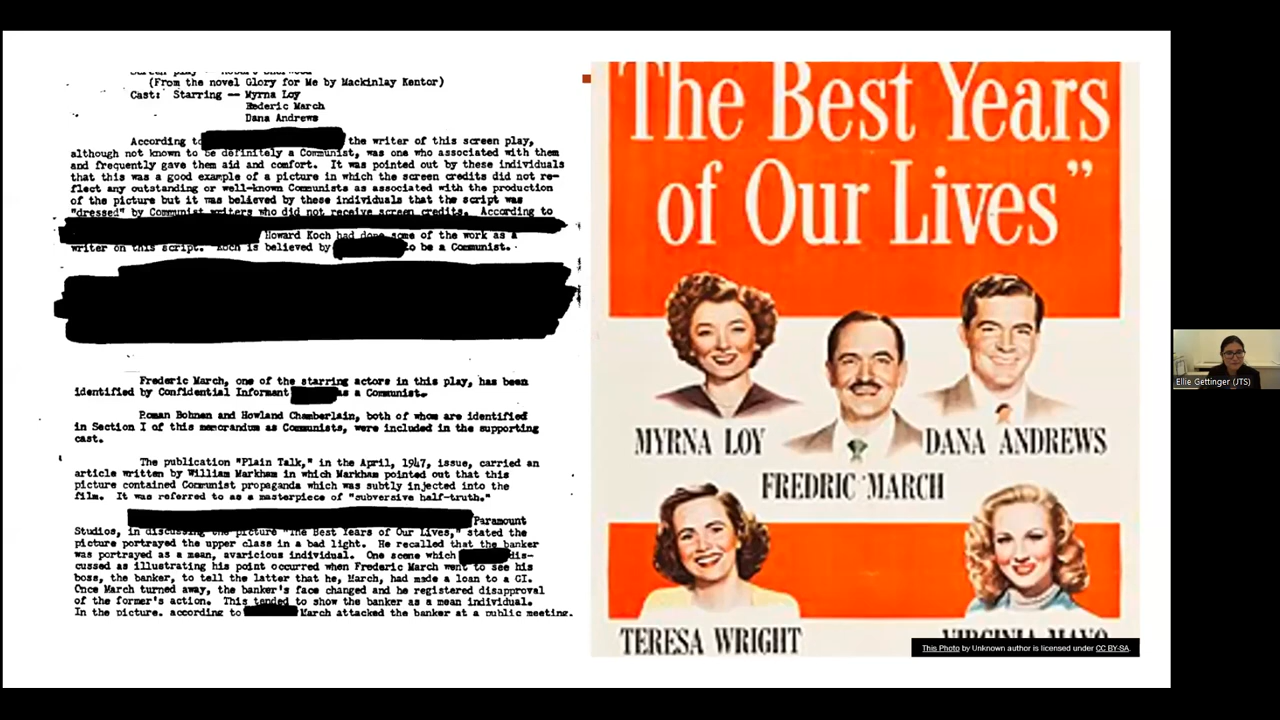 Screen play - Robert Sherwood
(From the novel Glory for Me by Mackinlay Kentor)
Cast: Starring -- Myrna Loy
Frederic March
Dana Andrews
According to the writer of this screen play,
although not known to be definitely a Communist, was one who associated with them
and frequently gave them aid and comfort. It was pointed out by these individuals
that this was a good example of a picture in which the screen credits did not re-
flect any outstanding or well-known Communists as associated with the production
of the picture but it was believed by these individuals that the script was
"dressed" by Communist writers who did not receive screen credits. According to
Howard Koch had done some of the work as a
writer on this script. Koch is believed by to be a Communist.
Frederic March, one of the starring actors in this play, has been
identified by Confidential Informant as a Communist.
Roman Bohnen and Howland Chamberlain, both of whom are identified
in Section I of this memorandum as Communists, were included in the supporting
cast.
The publication "Plain Talk," in the April, 1947, issue, carried an
article written by William Markham in which Markham pointed out that this
picture contained Communist propaganda which was subtly injected into the
film. It was referred to as a masterpiece of "subversive half-truth."
Paramount
Studios, in discussing the picture "The Best Years of Our Lives," stated the
picture portrayed the upper class in a bad light. He recalled that the banker
was portrayed as a mean, avaricious individual. One scene which dis-
cussed as illustrating his point occurred when Frederic March went to see his
boss, the banker, to tell the latter that he, March, had made a loan to a GI.
Once March turned away, the banker's face changed and he registered disapproval
of the former's action. This tended to show the banker as a mean individual.
In the picture, according to March attacked the banker at a public meeting.
The Best Years
of Our Lives”
MYRNA LOY
DANA ANDREWS
FREDRIC MARCH
TERESA WRIGHT
VIRGINIA MAYO
This Photo by Unknown author is licensed under CC BY-SA.
Ellie Gettinger (JTS)